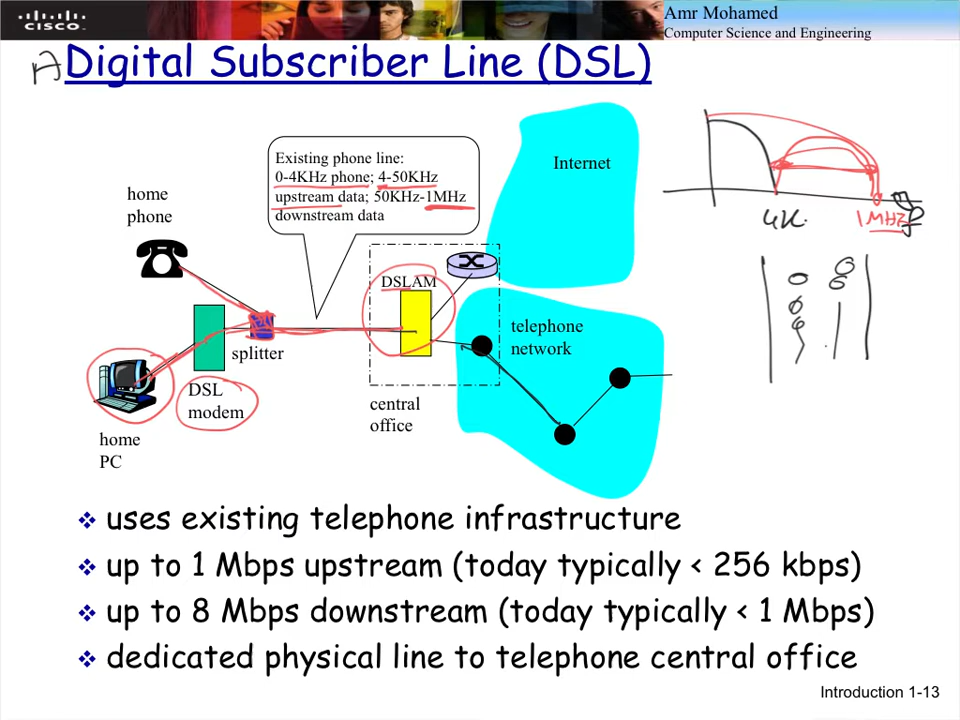 CISCO
Amr Mohamed
Computer Science and Engineering
A
Digital Subscriber Line (DSL)
Existing phone line:
0-4KHz phone; 4-50KHz
upstream data; 50KHz-1MHz
downstream data
Internet
home
phone
4K
1MHz
DSLAM
telephone
network
splitter
DSL
modem
central
office
home
PC
❖ uses existing telephone infrastructure
❖ up to 1 Mbps upstream (today typically < 256 kbps)
❖ up to 8 Mbps downstream (today typically < 1 Mbps)
❖ dedicated physical line to telephone central office
Introduction 1-13